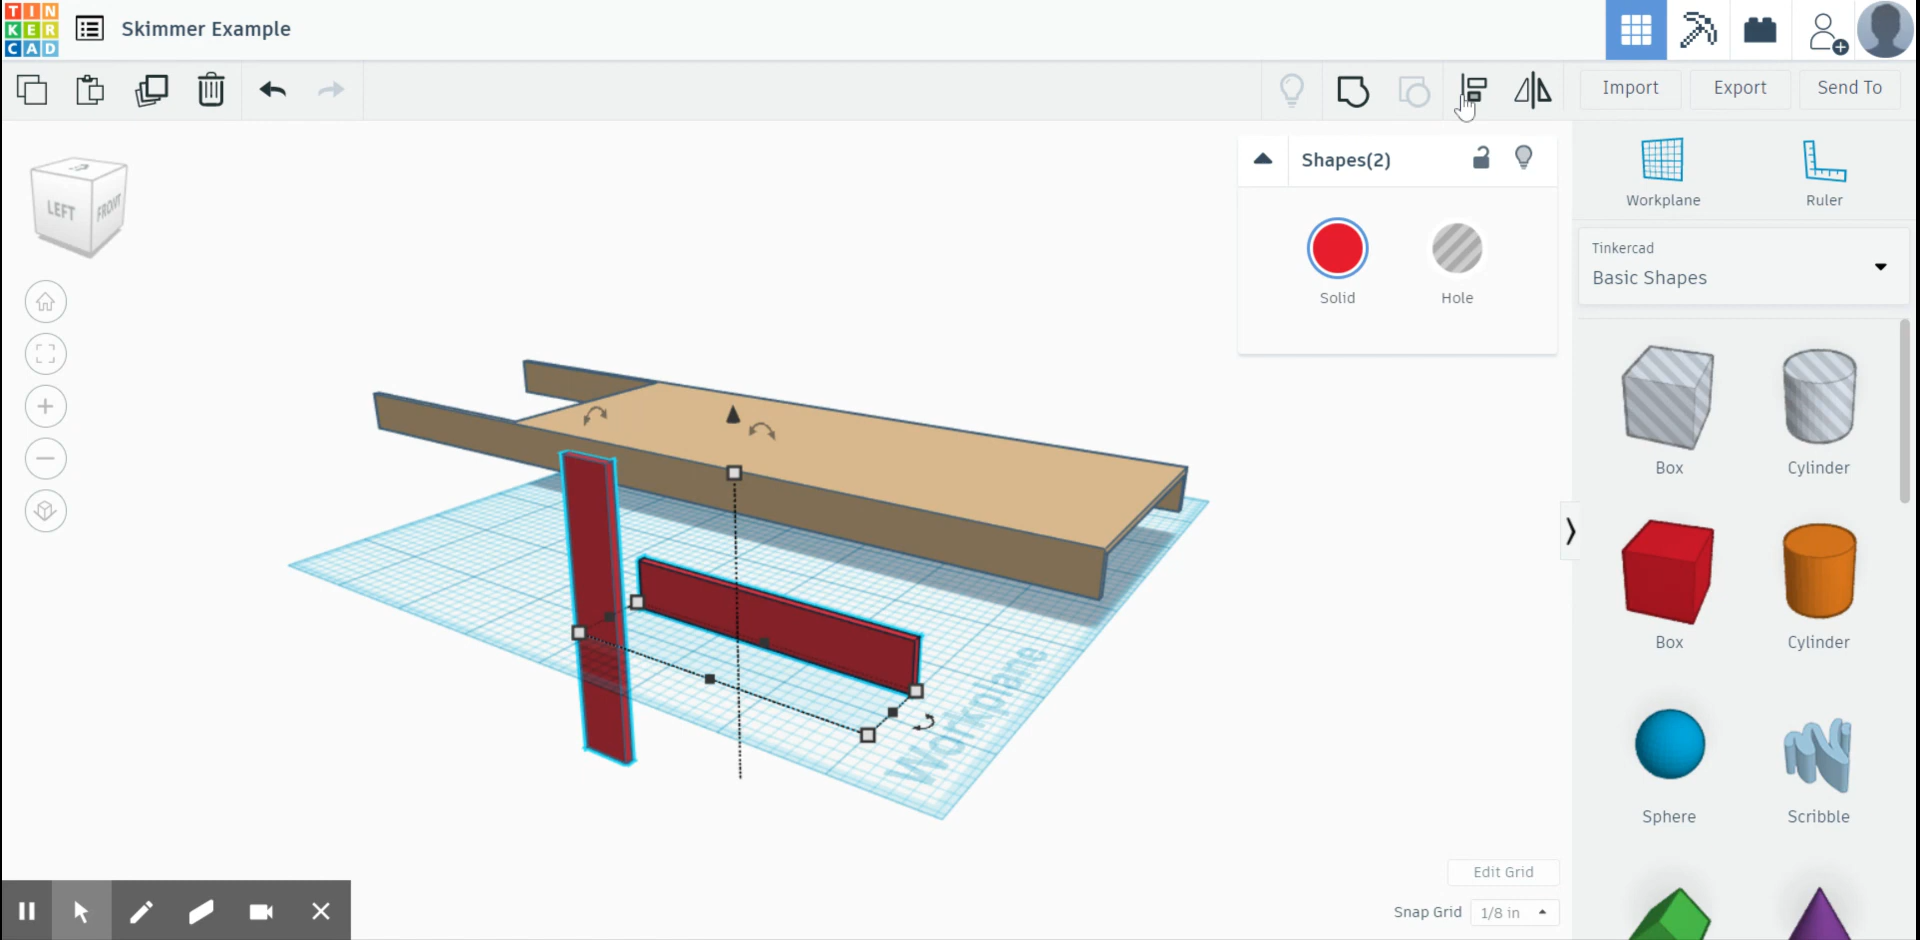 TIN
KER
CAD
Skimmer Example
Import
Export
Send To
Shapes(2)
Solid
Hole
Workplane
Ruler
Tinkercad
Basic Shapes
Box
Cylinder
Box
Cylinder
Sphere
Scribble
LEFT
FRONT
Workplane
Edit Grid
Snap Grid
1/8 in